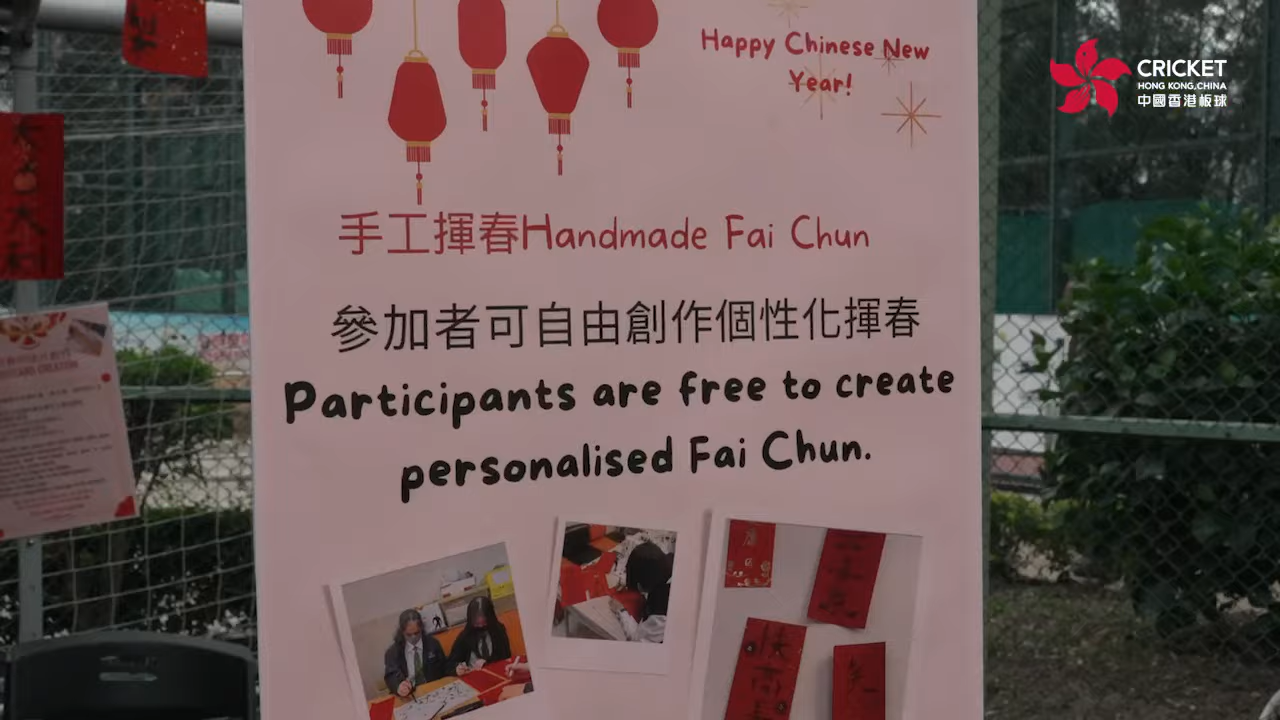 Happy Chinese New
Year!
CRICKET
HONG KONG, CHINA
中國香港板球
手工揮春Handmade Fai Chun
參加者可自由創作個性化揮春
Participants are free to create
personalised Fai Chun.